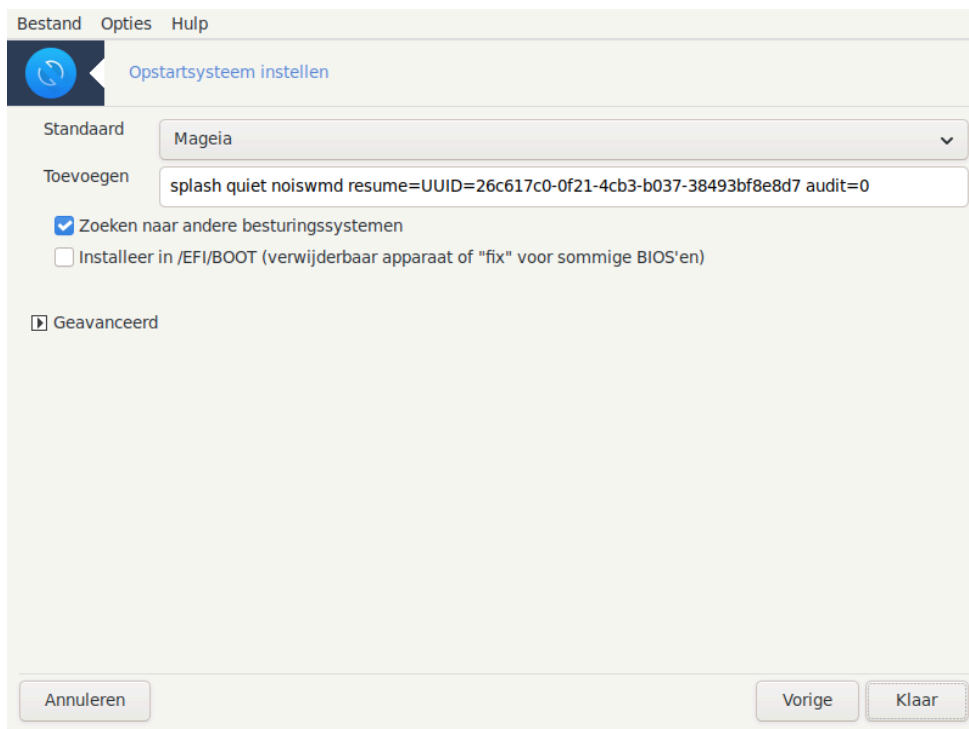 Bestand Opties Hulp
Opstartsysteem instellen
Standaard Mageia
Toevoegen splash quiet noiswmd resume=UUID=26c617c0-0f21-4cb3-b037-38493bf8e8d7 audit=0
Zoeken naar andere besturingssystemen
Installeer in /EFI/BOOT (verwijderbaar apparaat of "fix" voor sommige BIOS'en)
Geavanceerd
Annuleren Vorige Klaar